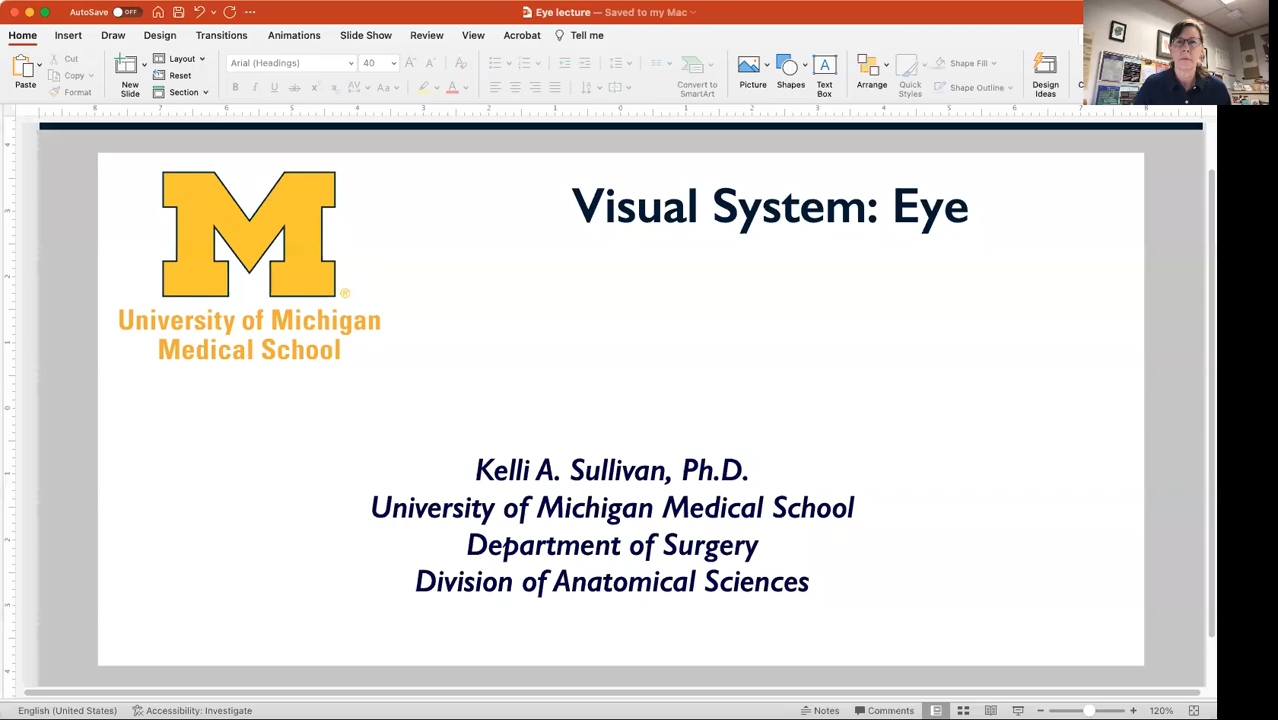 AutoSave OFF
Eye lecture — Saved to my Mac
Home Insert Draw Design Transitions Animations Slide Show Review View Acrobat Tell me
Paste
Cut
Copy
Format
New Slide
Layout
Reset
Section
Arial (Headings) 40
Convert to SmartArt
Picture
Shapes
Text Box
Arrange
Quick Styles
Shape Fill
Shape Outline
Design Ideas
M
®
University of Michigan
Medical School
Visual System: Eye
Kelli A. Sullivan, Ph.D.
University of Michigan Medical School
Department of Surgery
Division of Anatomical Sciences
English (United States) Accessibility: Investigate Notes Comments 120%